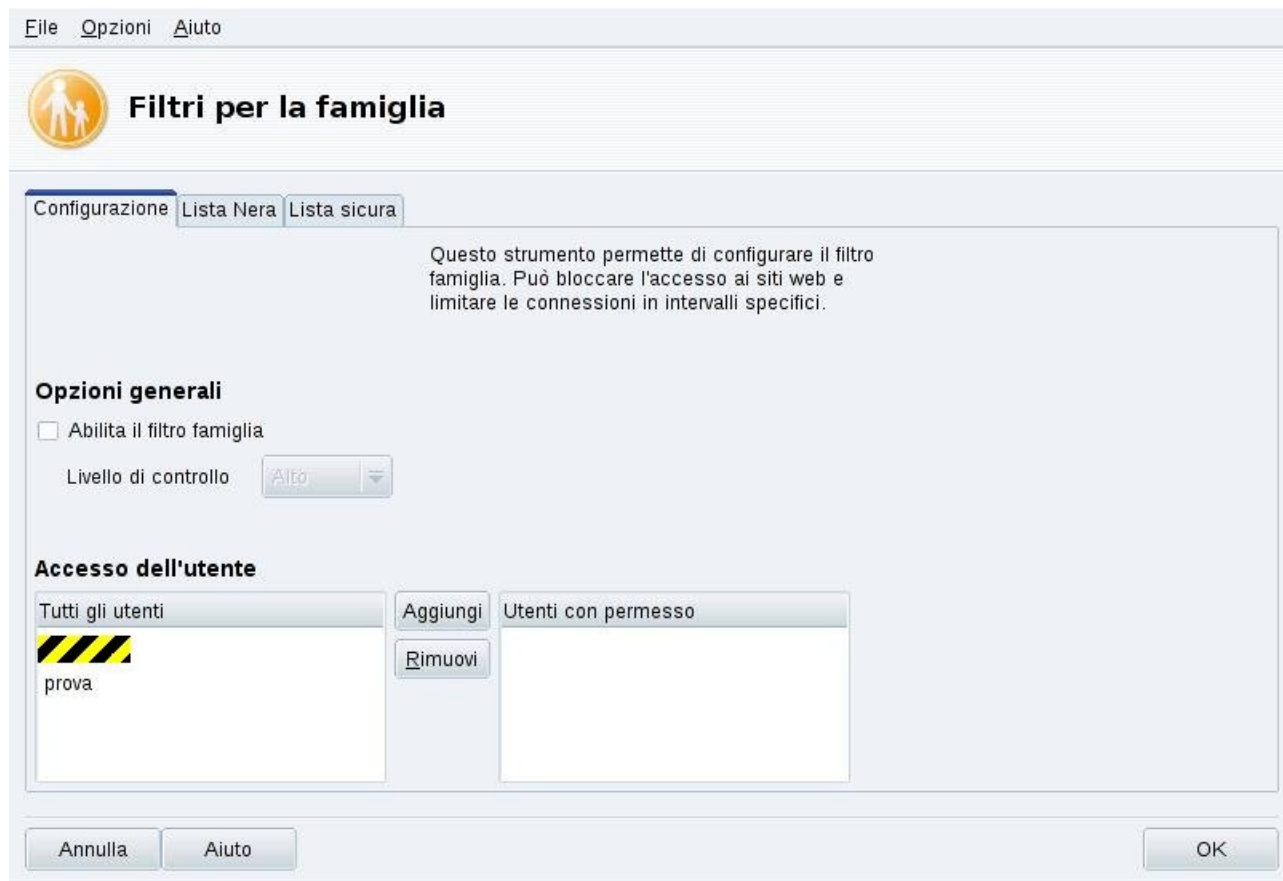 File Opzioni Aiuto
Filtri per la famiglia
Configurazione Lista Nera Lista sicura
Questo strumento permette di configurare il filtro
famiglia. Può bloccare l'accesso ai siti web e
limitare le connessioni in intervalli specifici.
Opzioni generali
Abilita il filtro famiglia
Livello di controllo Alto
Accesso dell'utente
Tutti gli utenti Aggiungi Utenti con permesso
Rimuovi
prova
Annulla Aiuto OK